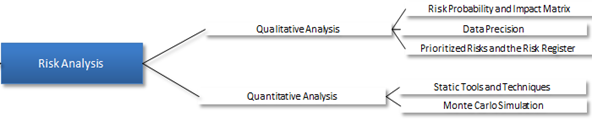 Risk Analysis
Qualitative Analysis
Risk Probability and Impact Matrix
Data Precision
Prioritized Risks and the Risk Register
Quantitative Analysis
Static Tools and Techniques
Monte Carlo Simulation